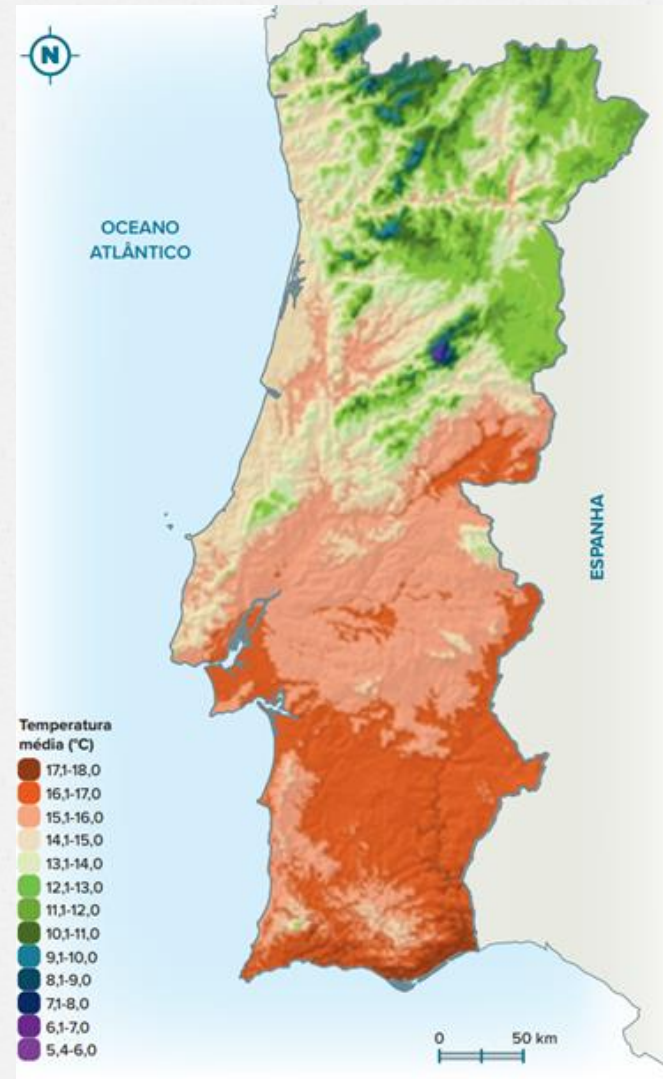 N
OCEANO
ATLÂNTICO
ESPANHA
Temperatura
média (°C)
17,1-18,0
16,1-17,0
15,1-16,0
14,1-15,0
13,1-14,0
12,1-13,0
11,1-12,0
10,1-11,0
9,1-10,0
8,1-9,0
7,1-8,0
6,1-7,0
5,4-6,0
0 50 km